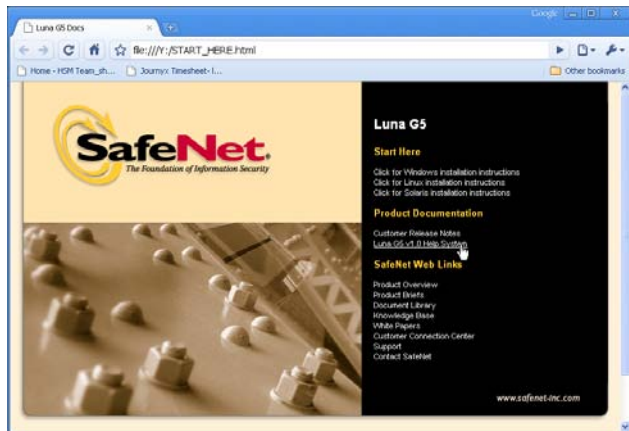 Google
Luna G5 Docs
file:///Y:/START_HERE.html
Home - HSM Team_sh...
Journyx Timesheet - I...
Other bookmarks
SafeNet.
The Foundation of Information Security
Luna G5
Start Here
Click for Windows installation instructions
Click for Linux installation instructions
Click for Solaris installation instructions
Product Documentation
Customer Release Notes
Luna G5 v1.0 Help System
SafeNet Web Links
Product Overview
Product Briefs
Document Library
Knowledge Base
White Papers
Customer Connection Center
Support
Contact SafeNet
www.safenet-inc.com